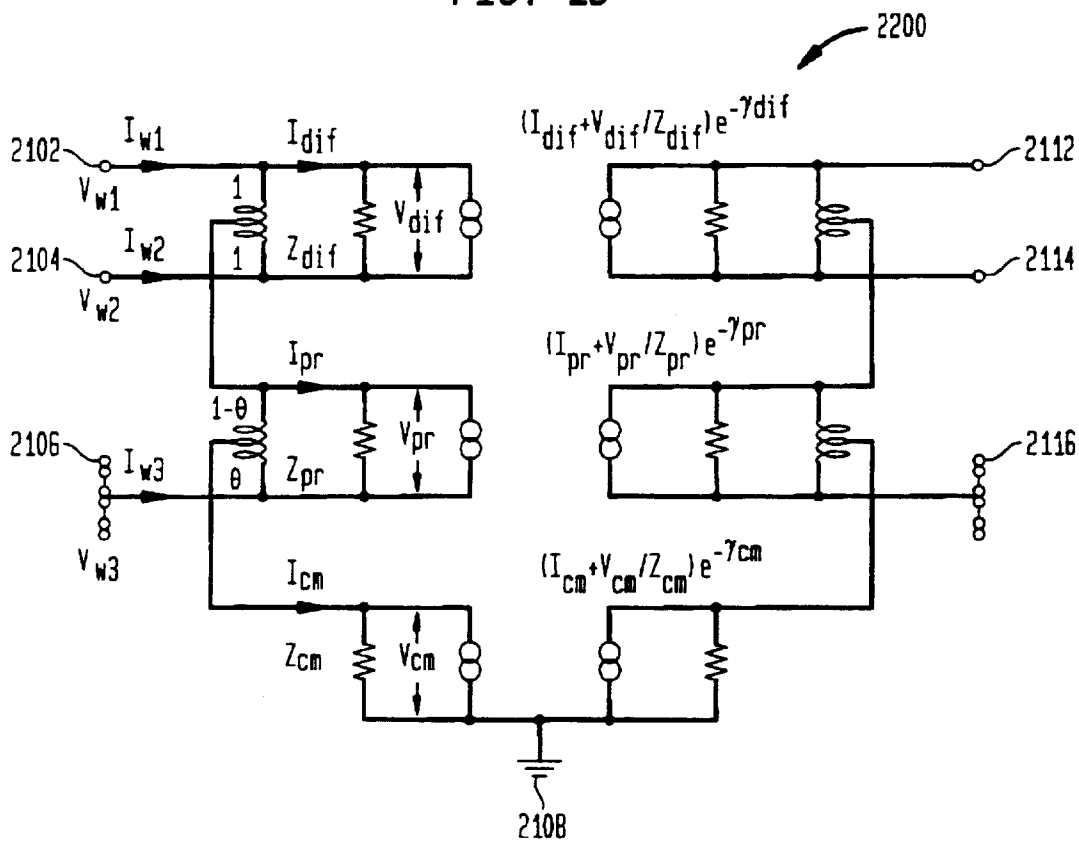 2200
I_w1
I_dif
(I_dif+V_dif/Z_dif)e^-γdif
2102
V_w1
1
V_dif
2112
I_w2
2104
1
Z_dif
2114
V_w2
I_pr
(I_pr+V_pr/Z_pr)e^-γpr
1-θ
V_pr
2106
I_w3
θ
Z_pr
2116
V_w3
I_cm
(I_cm+V_cm/Z_cm)e^-γcm
Z_cm
V_cm
2108